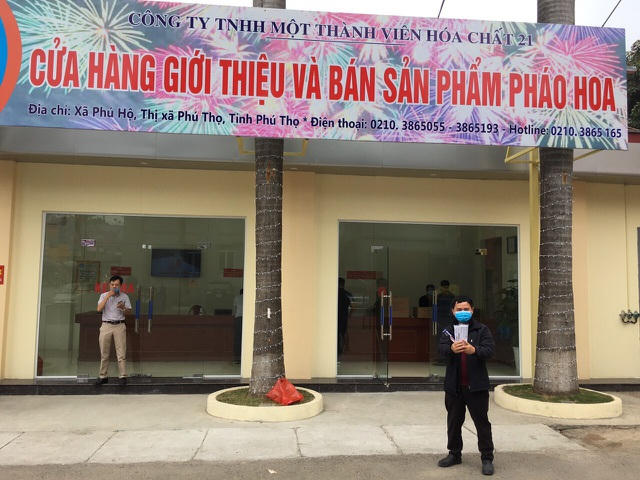 CÔNG TY TNHH MỘT THÀNH VIÊN HÓA CHẤT 21
CỬA HÀNG GIỚI THIỆU VÀ BÁN SẢN PHẨM PHÁO HOA
Địa chỉ: Xã Phú Hộ, Thị xã Phú Thọ, Tỉnh Phú Thọ * Điện thoại: 0210. 3865055 - 3865193 - Hotline: 0210. 3865 165